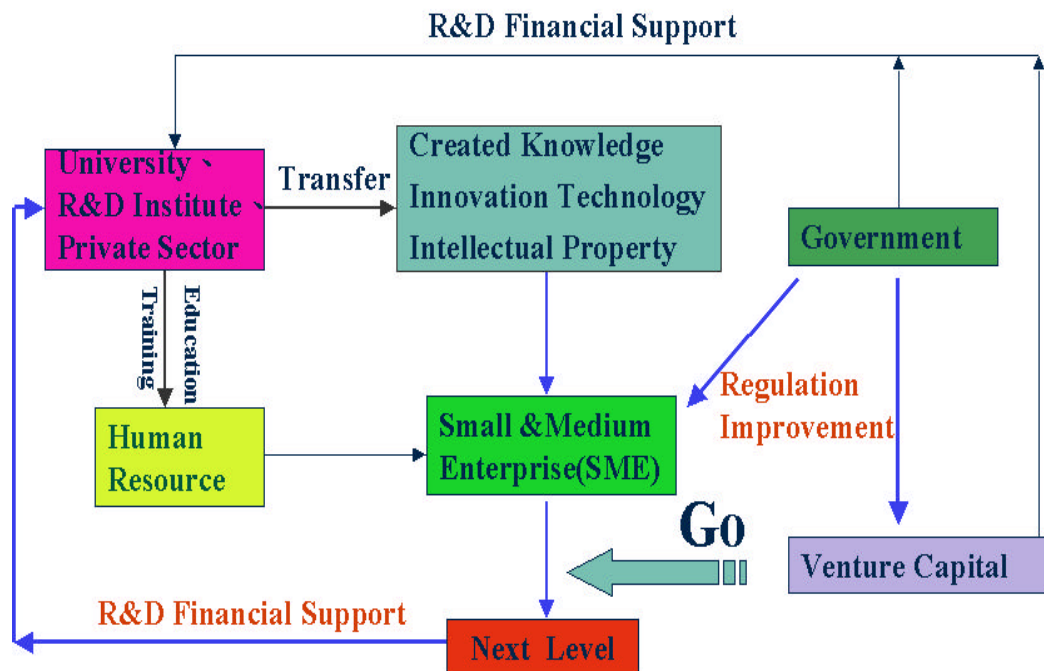 R&D Financial Support
University、
R&D Institute、
Private Sector
Transfer
Created Knowledge
Innovation Technology
Intellectual Property
Government
Education
Training
Regulation
Improvement
Human
Resource
Small &Medium
Enterprise(SME)
Go
Venture Capital
R&D Financial Support
Next Level